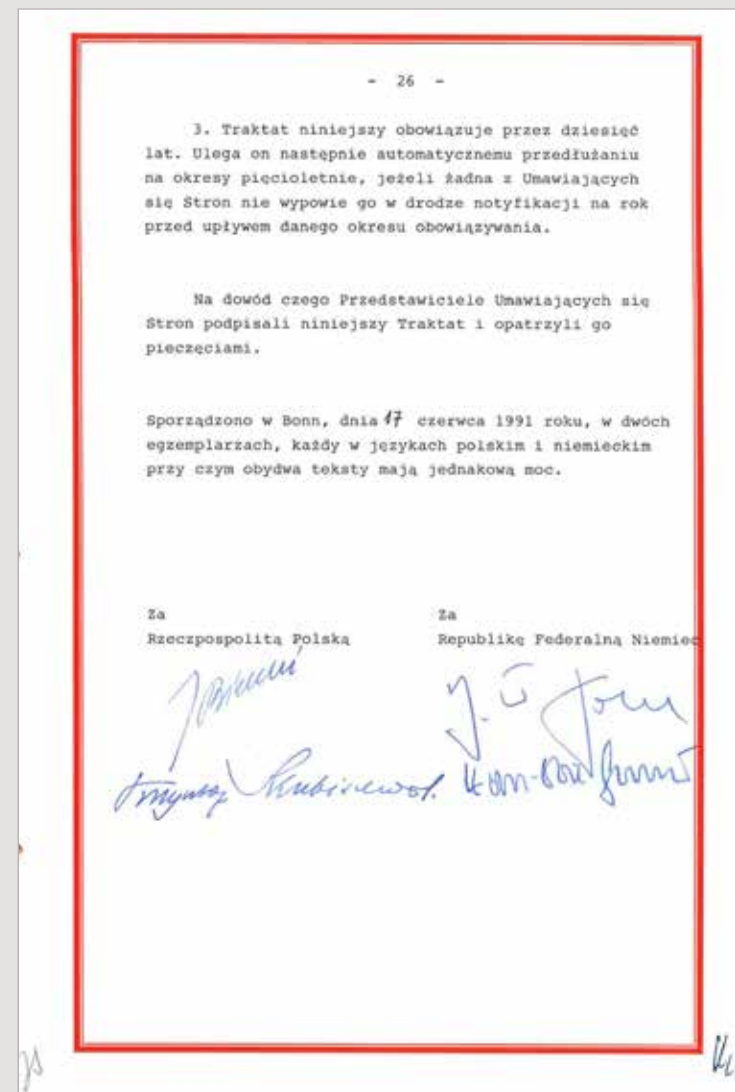 - 26 -
3. Traktat niniejszy obowiązuje przez dziesięć
lat. Ulega on następnie automatycznemu przedłużaniu
na okresy pięcioletnie, jeżeli żadna z Umawiających
się Stron nie wypowie go w drodze notyfikacji na rok
przed upływem danego okresu obowiązywania.
Na dowód czego Przedstawiciele Umawiających się
Stron podpisali niniejszy Traktat i opatrzyli go
pieczęciami.
Sporządzono w Bonn, dnia 17 czerwca 1991 roku, w dwóch
egzemplarzach, każdy w językach polskim i niemieckim
przy czym obydwa teksty mają jednakową moc.
Za
Rzeczpospolitą Polską
Za
Republikę Federalną Niemiec